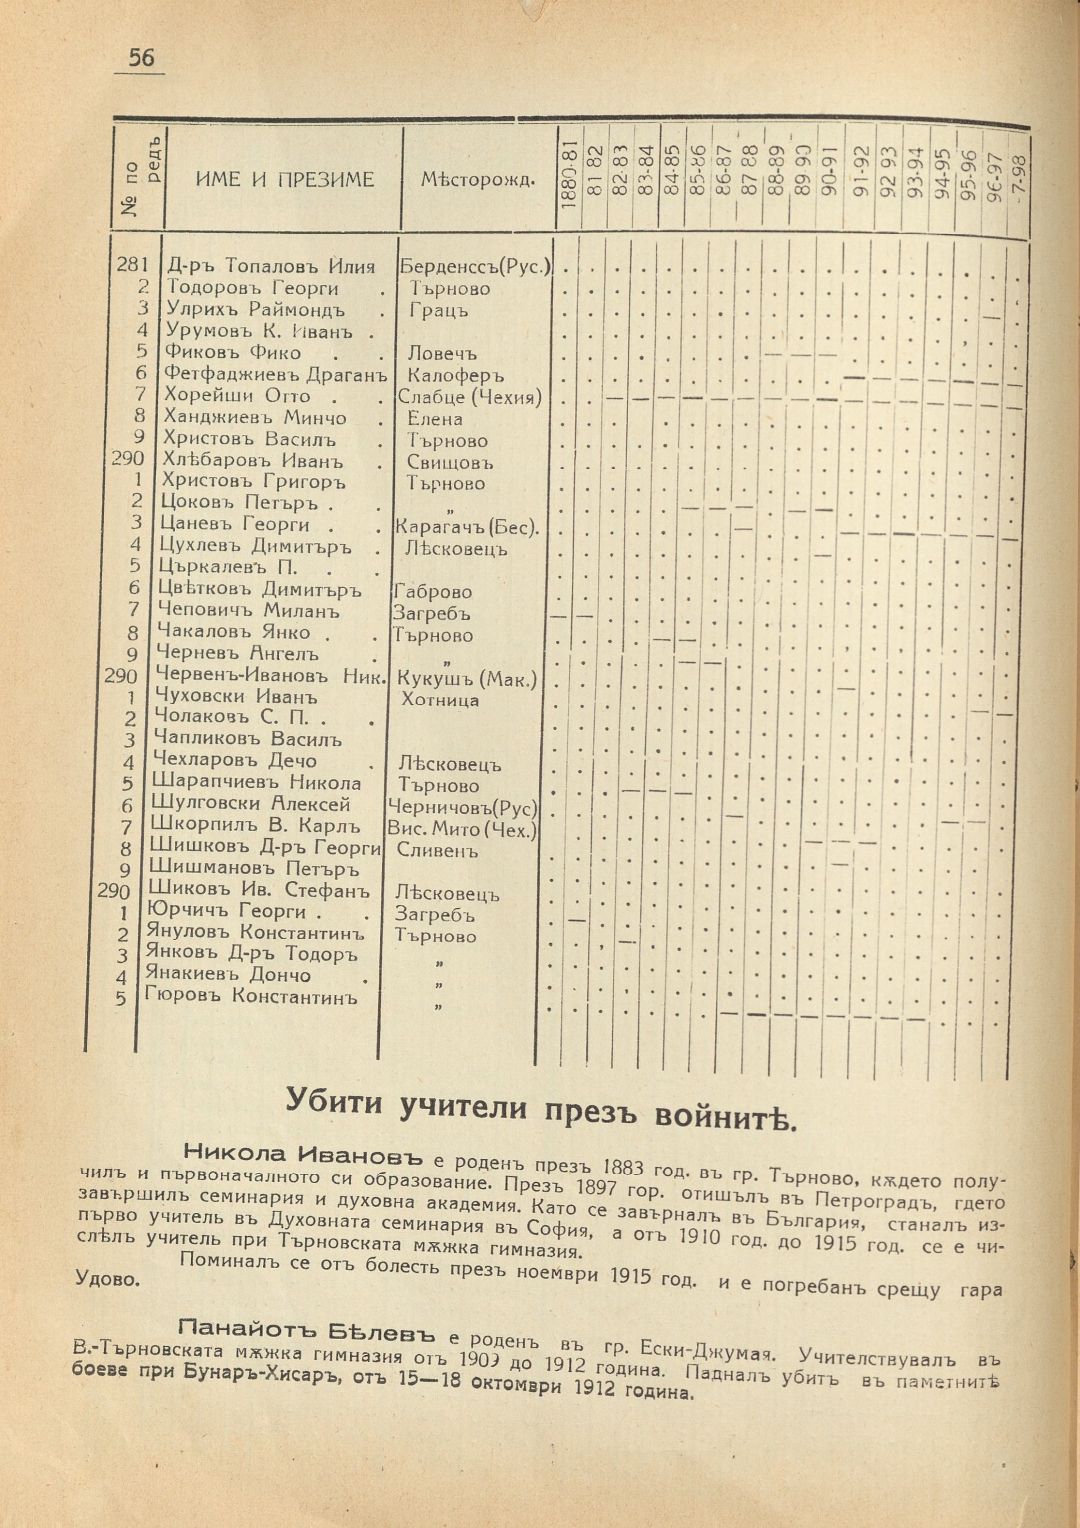 56
№ по редъ ИМЕ И ПРЕЗИМЕ Мѣсторожд. 1880-81 81-82 82-83 83-84 84-85 85-86 86-87 87-88 88-89 89-90 90-91 91-92 92-93 93-94 94-95 95-96 96-97 7-98
281 Д-ръ Топаловъ Илия Берденссъ(Рус.)
2 Тодоровъ Георги . Търново
3 Улрихъ Раймондъ . Грацъ
4 Урумовъ К. Иванъ .
5 Фиковъ Фико . . Ловечъ
6 Фетфаджиевъ Драганъ Калоферъ
7 Хорейши Отто . . Слабце (Чехия)
8 Ханджиевъ Минчо . Елена
9 Христовъ Василъ . Търново
290 Хлѣбаровъ Иванъ . Свищовъ
1 Христовъ Григоръ Търново
2 Цоковъ Петъръ . . „
3 Цаневъ Георги . . Карагачъ(Бес).
4 Цухлевъ Димитъръ . Лѣсковецъ
5 Църкалевъ П. . .
6 Цвѣтковъ Димитъръ Габрово
7 Чеповичъ Миланъ Загребъ
8 Чакаловъ Янко . . Търново
9 Черневъ Ангелъ . „
290 Червенъ-Ивановъ Ник. Кукушъ (Мак.)
1 Чуховски Иванъ Хотница
2 Чолаковъ С. П. . .
3 Чапликовъ Василъ
4 Чехларовъ Дечо . Лѣсковецъ
5 Шарапчиевъ Никола Търново
6 Шулговски Алексей Черничовъ(Рус)
7 Шкорпилъ В. Карлъ Вис. Мито (Чех.)
8 Шишковъ Д-ръ Георги Сливенъ
9 Шишмановъ Петъръ
290 Шиковъ Ив. Стефанъ Лѣсковецъ
1 Юрчичъ Георги . . Загребъ
2 Януловъ Константинъ Търново
3 Янковъ Д-ръ Тодоръ „
4 Янакиевъ Дончо . „
5 Гюровъ Константинъ „
Убити учители презъ войнитѣ.
Никола Ивановъ е роденъ презъ 1883 год. въ гр. Търново, кѫдето полу-
чилъ и първоначалното си образование. Презъ 1897 гор. отишълъ въ Петроградъ, гдето
завършилъ семинария и духовна академия. Като се завърналъ въ България, станалъ из-
първо учитель въ Духовната семинария въ София, а отъ 1910 год. до 1915 год. се е чи-
слѣлъ учитель при Търновската мѫжка гимназия.
Поминалъ се отъ болесть презъ ноември 1915 год. и е погребанъ срещу гара
Удово.
Панайотъ Бѣлевъ е роденъ въ гр. Ески-Джумая. Учителствувалъ въ
В.-Търновската мѫжка гимназия отъ 1909 до 1912 година. Падналъ убитъ въ паметнитѣ
боеве при Бунаръ-Хисаръ, отъ 15—18 октомври 1912 година.